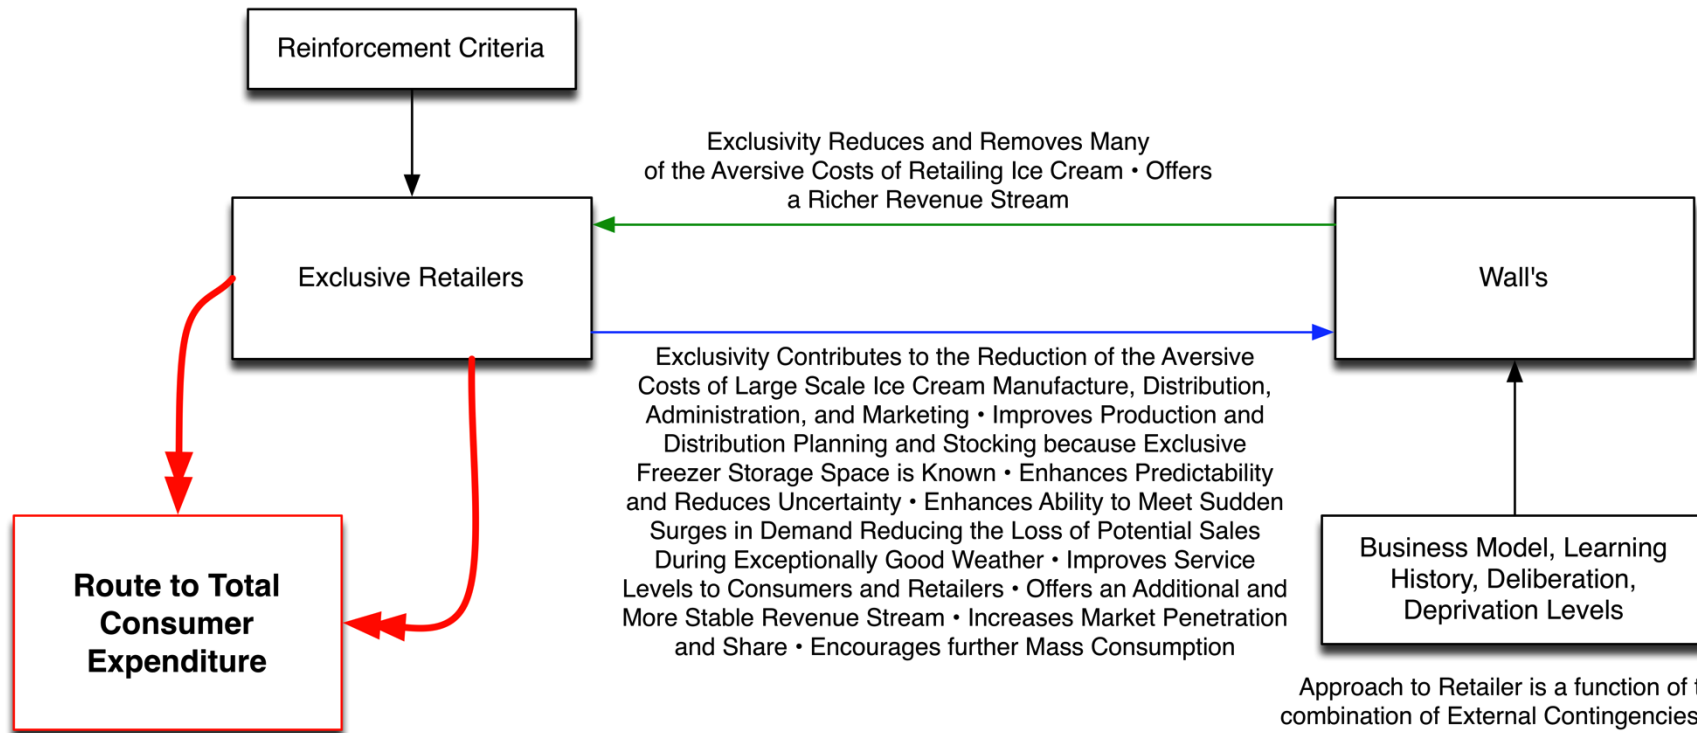 Reinforcement Criteria
Exclusivity Reduces and Removes Many
of the Aversive Costs of Retailing Ice Cream • Offers
a Richer Revenue Stream
Exclusive Retailers
Wall's
Exclusivity Contributes to the Reduction of the Aversive
Costs of Large Scale Ice Cream Manufacture, Distribution,
Administration, and Marketing • Improves Production and
Distribution Planning and Stocking because Exclusive
Freezer Storage Space is Known • Enhances Predictability
and Reduces Uncertainty • Enhances Ability to Meet Sudden
Surges in Demand Reducing the Loss of Potential Sales
During Exceptionally Good Weather • Improves Service
Levels to Consumers and Retailers • Offers an Additional and
More Stable Revenue Stream • Increases Market Penetration
and Share • Encourages further Mass Consumption
Route to Total
Consumer
Expenditure
Business Model, Learning
History, Deliberation,
Deprivation Levels
Approach to Retailer is a function of
combination of External Contingencies